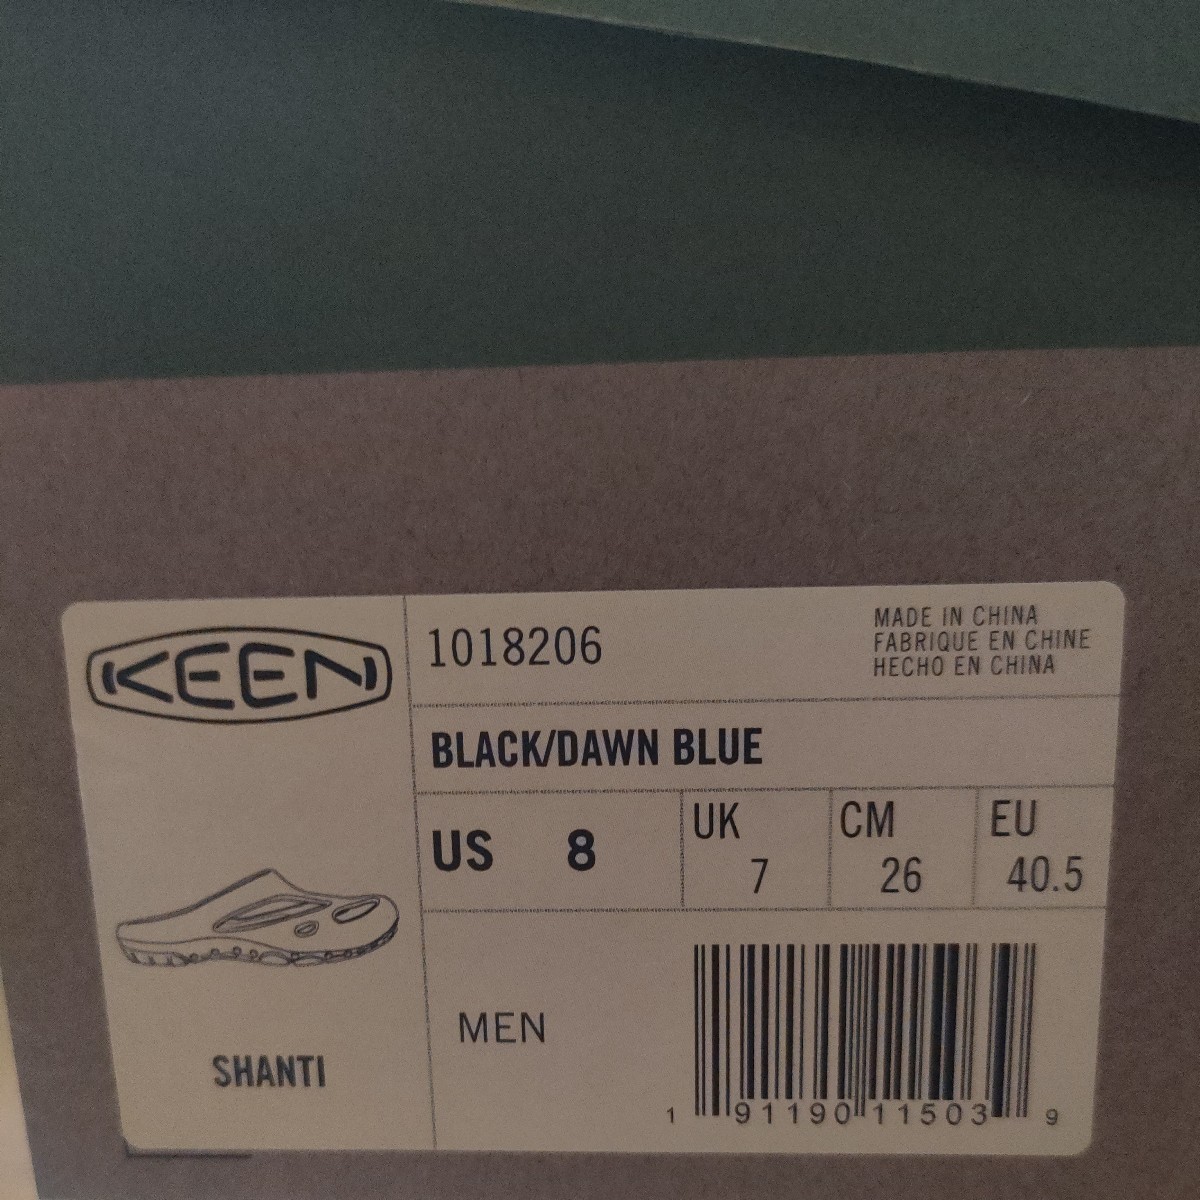 KEEN
1018206
MADE IN CHINA
FABRIQUE EN CHINE
HECHO EN CHINA
BLACK/DAWN BLUE
US 8
UK 7
CM 26
EU 40.5
MEN
SHANTI
1 91190 11503 9